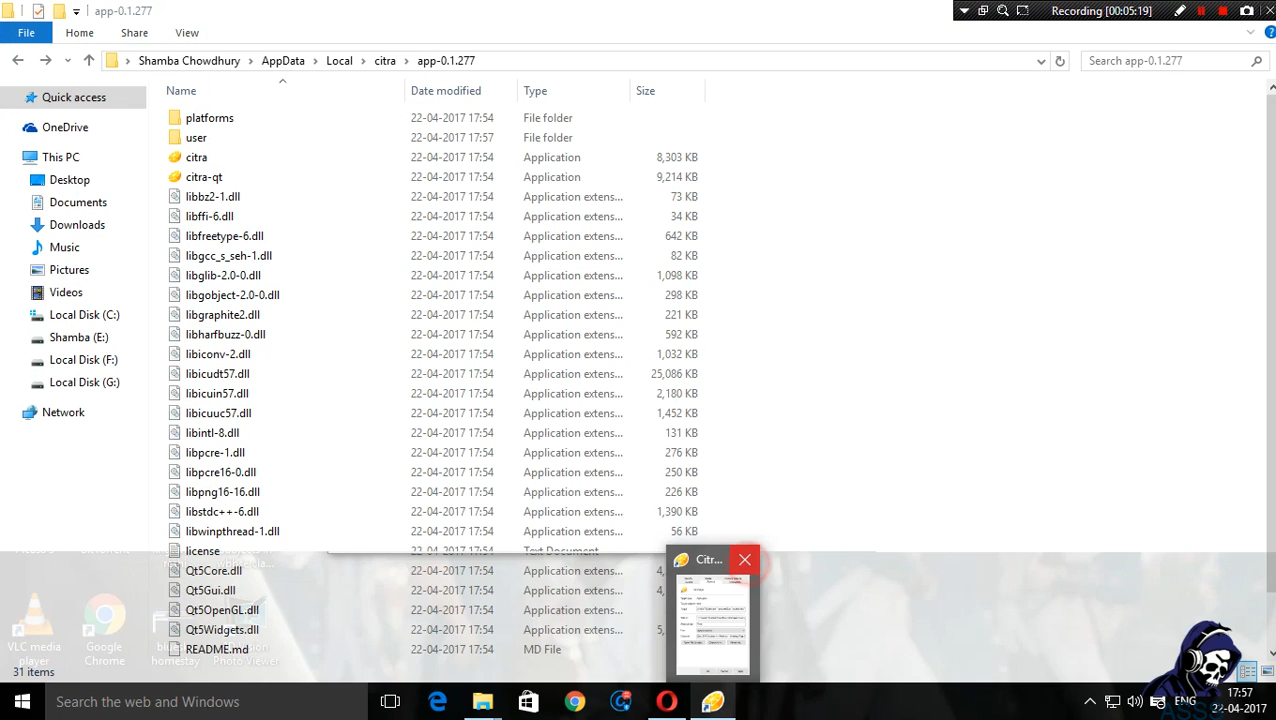 app-0.1.277
Recording [00:05:19]
File Home Share View
Shamba Chowdhury AppData Local citra app-0.1.277
Search app-0.1.277
Name Date modified Type Size
Quick access
OneDrive
This PC
Desktop
Documents
Downloads
Music
Pictures
Videos
Local Disk (C:)
Shamba (E:)
Local Disk (F:)
Local Disk (G:)
Network
platforms 22-04-2017 17:54 File folder
user 22-04-2017 17:57 File folder
citra 22-04-2017 17:54 Application 8,303 KB
citra-qt 22-04-2017 17:54 Application 9,214 KB
libbz2-1.dll 22-04-2017 17:54 Application extens... 73 KB
libffi-6.dll 22-04-2017 17:54 Application extens... 34 KB
libfreetype-6.dll 22-04-2017 17:54 Application extens... 642 KB
libgcc_s_seh-1.dll 22-04-2017 17:54 Application extens... 82 KB
libglib-2.0-0.dll 22-04-2017 17:54 Application extens... 1,098 KB
libgobject-2.0-0.dll 22-04-2017 17:54 Application extens... 298 KB
libgraphite2.dll 22-04-2017 17:54 Application extens... 221 KB
libharfbuzz-0.dll 22-04-2017 17:54 Application extens... 592 KB
libiconv-2.dll 22-04-2017 17:54 Application extens... 1,032 KB
libicudt57.dll 22-04-2017 17:54 Application extens... 25,086 KB
libicuin57.dll 22-04-2017 17:54 Application extens... 2,180 KB
libicuuc57.dll 22-04-2017 17:54 Application extens... 1,452 KB
libintl-8.dll 22-04-2017 17:54 Application extens... 131 KB
libpcre-1.dll 22-04-2017 17:54 Application extens... 276 KB
libpcre16-0.dll 22-04-2017 17:54 Application extens... 250 KB
libpng16-16.dll 22-04-2017 17:54 Application extens... 226 KB
libstdc++-6.dll 22-04-2017 17:54 Application extens... 1,390 KB
libwinpthread-1.dll 22-04-2017 17:54 Application extens... 56 KB
license 22-04-2017 17:54 Text Document
Qt5Core.dll 22-04-2017 17:54 Application extens... 4,
Qt5Gui.dll 22-04-2017 17:54 Application extens... 4,
Qt5OpenGL.dll 22-04-2017 17:54 Application extens...
Qt5Widgets.dll 22-04-2017 17:54 Application extens... 5,
README.md 22-04-2017 17:54 MD File
Citr...
media player
Google Chrome
homestay
Photo Viewer
31 items
Search the web and Windows
ENG
17:57
22-04-2017